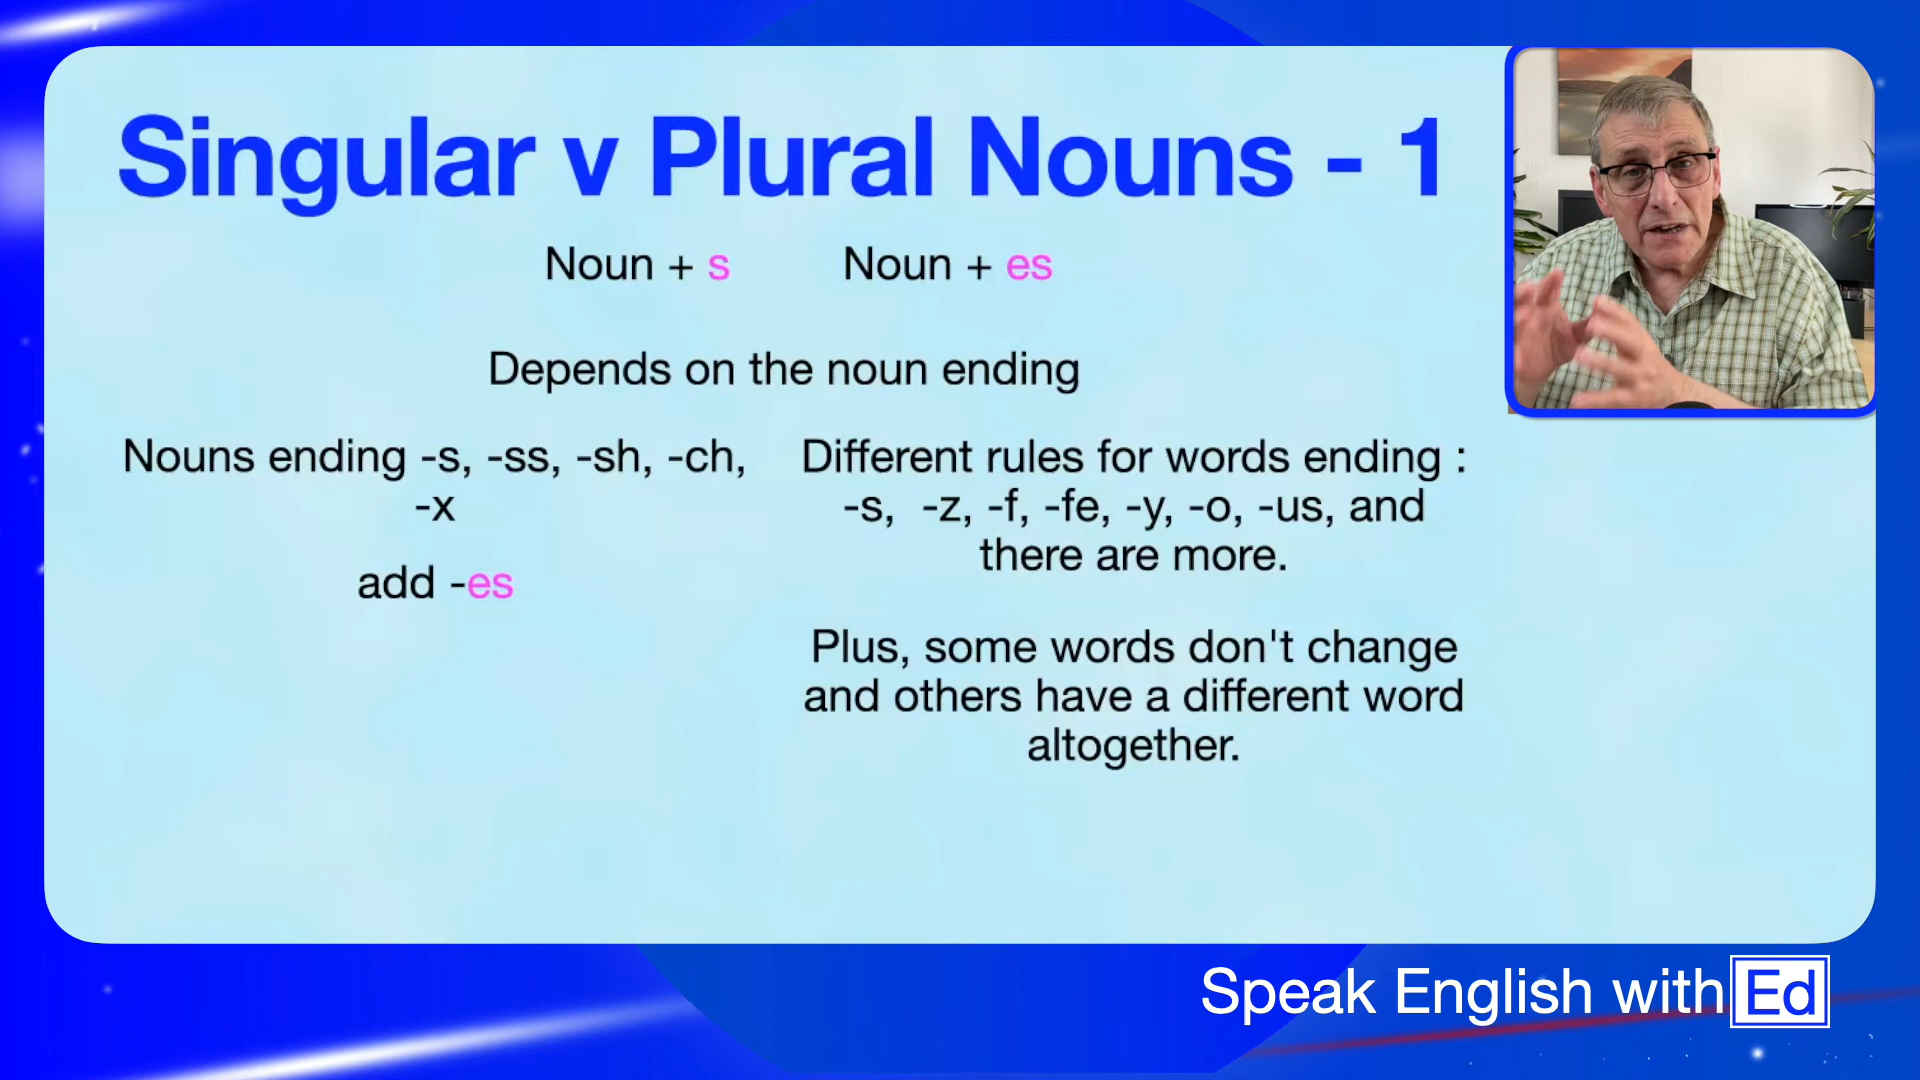 Singular v Plural Nouns - 1
Noun + s
Noun + es
Depends on the noun ending
Nouns ending -s, -ss, -sh, -ch,
-x
add -es
Different rules for words ending :
-s, -z, -f, -fe, -y, -o, -us, and
there are more.
Plus, some words don't change
and others have a different word
altogether.
Speak English with Ed